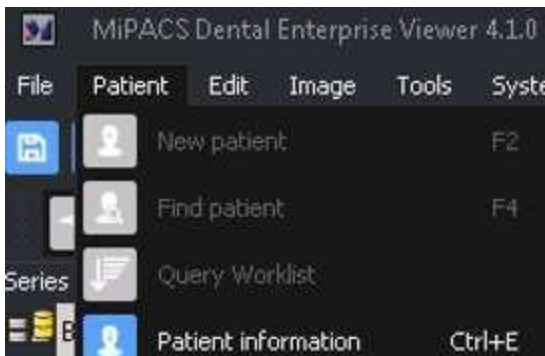 MiPACS Dental Enterprise Viewer 4.1.0
File Patient Edit Image Tools Syste
New patient F2
Find patient F4
Query Worklist
Series
Patient information Ctrl+E